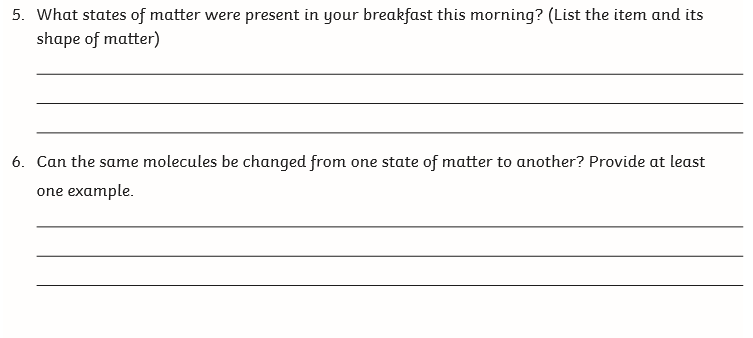 5. What states of matter were present in your breakfast this morning? (List the item and its
shape of matter)
6. Can the same molecules be changed from one state of matter to another? Provide at least
one example.